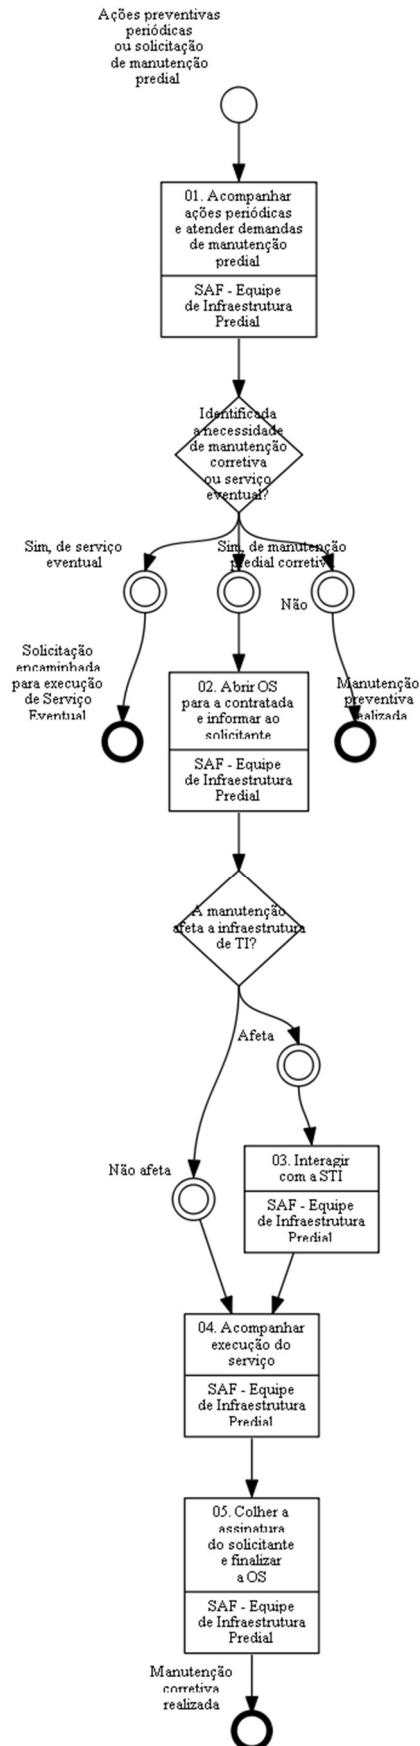 Ações preventivas
periódicas
ou solicitação
de manutenção
predial
01. Acompanhar
ações periódicas
e atender demandas
de manutenção
predial
SAF - Equipe
de Infraestrutura
Predial
Identificada
a necessidade
de manutenção
corretiva
ou serviço
eventual?
Sim, de serviço
eventual
Sim, de manutenção
predial corretiva
Não
Solicitação
encaminhada
para execução
de Serviço
Eventual
02. Abrir OS
para a contratada
e informar ao
solicitante
SAF - Equipe
de Infraestrutura
Predial
Manutenção
preventiva
realizada
A manutenção
afeta a infraestrutura
de TI?
Afeta
Não afeta
03. Interagir
com a STI
SAF - Equipe
de Infraestrutura
Predial
04. Acompanhar
execução do
serviço
SAF - Equipe
de Infraestrutura
Predial
05. Colher a
assinatura
do solicitante
e finalizar
a OS
SAF - Equipe
de Infraestrutura
Predial
Manutenção
corretiva
realizada